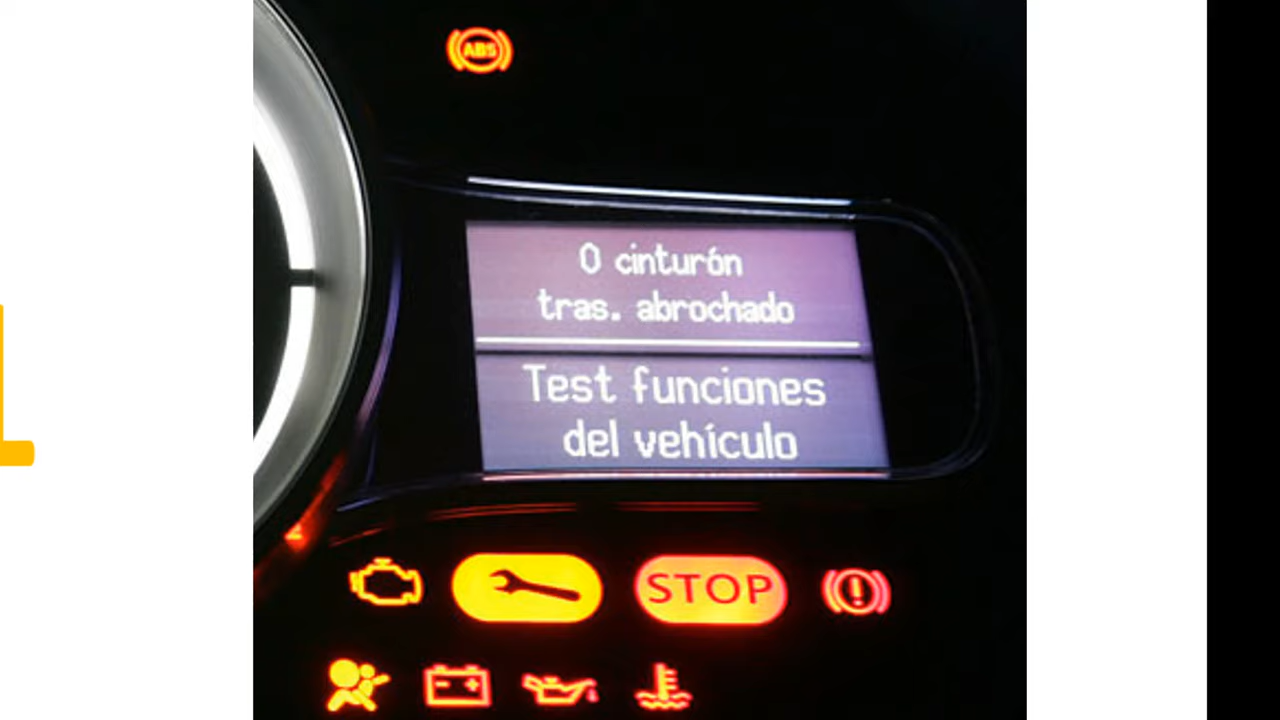 ABS
0 cinturón
tras. abrochado
Test funciones
del vehículo
STOP